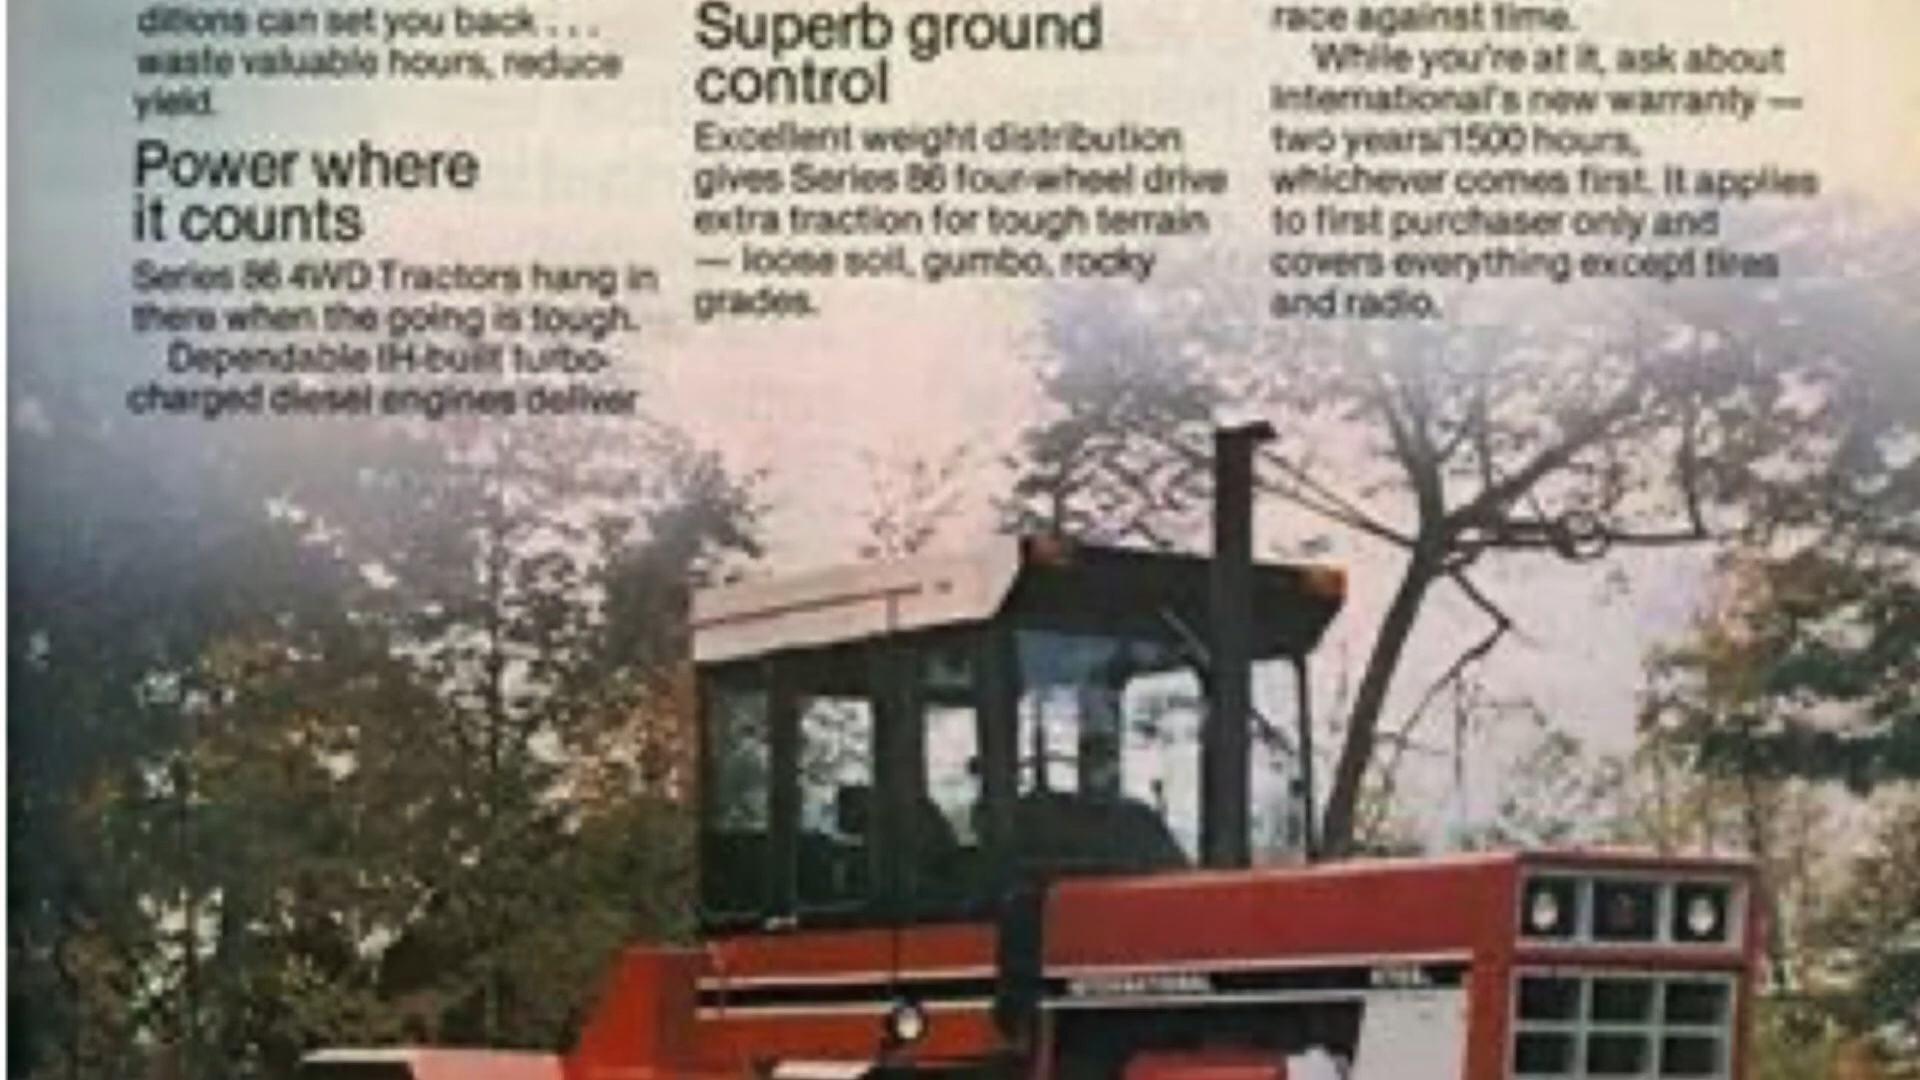 ditions can set you back . . .
waste valuable hours, reduce
yield.
Power where
it counts
Series 86 4WD Tractors hang in
there when the going is tough.
Dependable IH-built turbo-
charged diesel engines deliver
Superb ground
control
Excellent weight distribution
gives Series 86 four-wheel drive
extra traction for tough terrain
— loose soil, gumbo, rocky
grades.
race against time.
While you're at it, ask about
International's new warranty —
two years/1500 hours,
whichever comes first. It applies
to first purchaser only and
covers everything except tires
and radio.
INTERNATIONAL